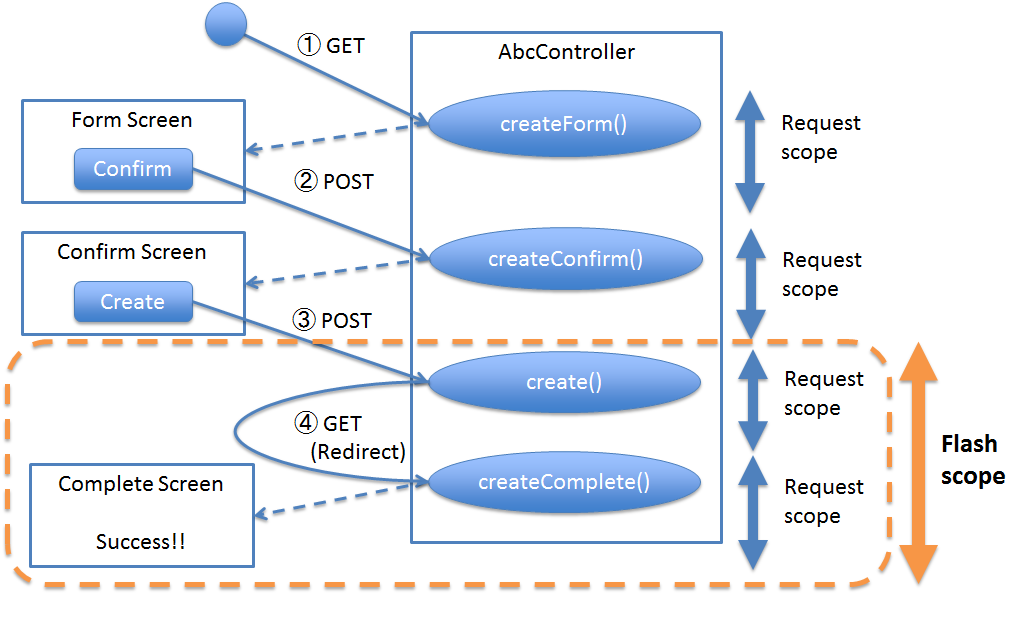 ① GET
AbcController
Form Screen
createForm()
Request
scope
Confirm
② POST
Confirm Screen
createConfirm()
Request
scope
Create
③ POST
create()
Request
scope
④ GET
(Redirect)
Flash
scope
Complete Screen
createComplete()
Request
scope
Success!!